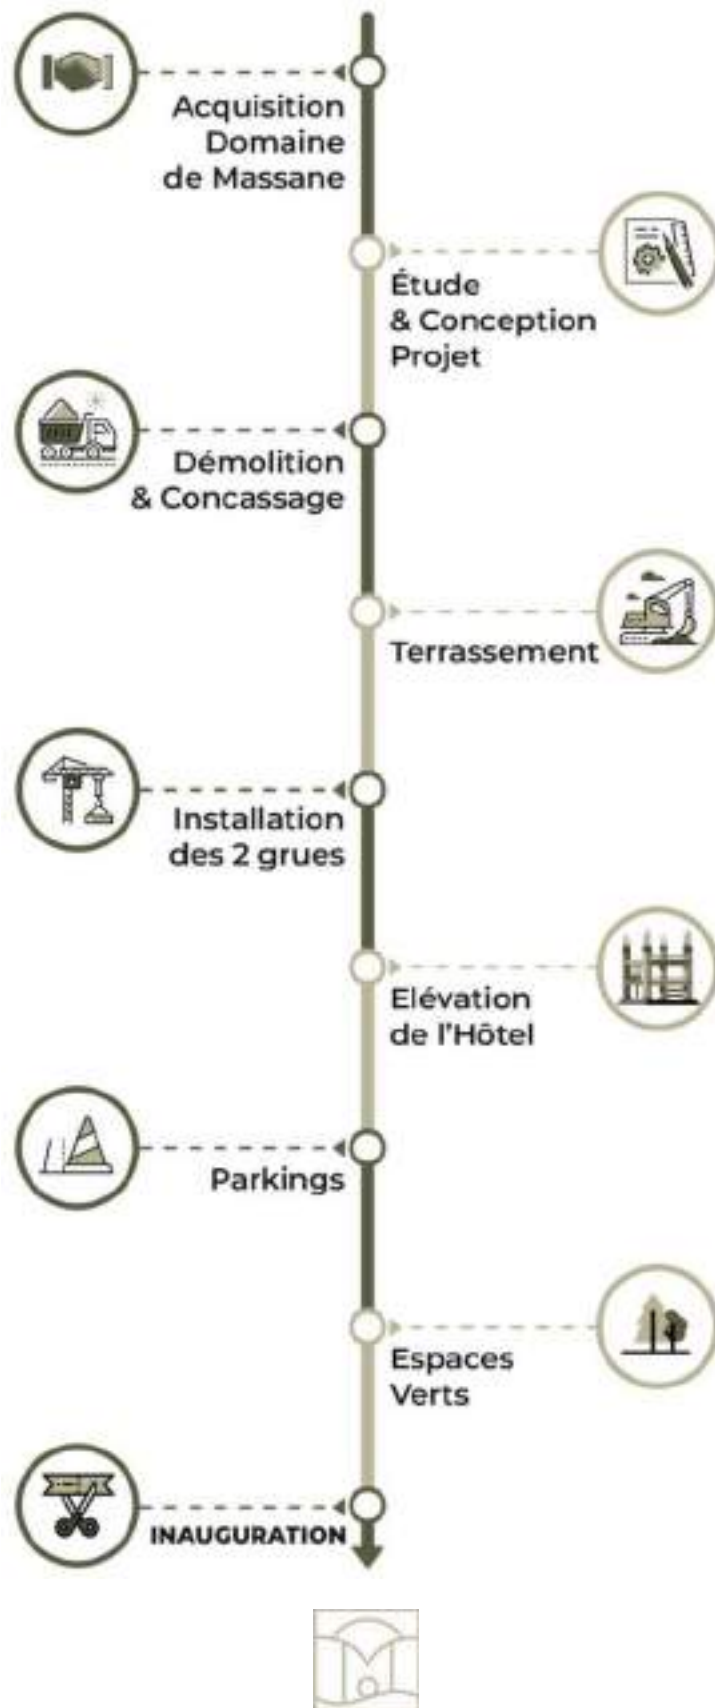 Acquisition
Domaine
de Massane
Étude
& Conception
Projet
Démolition
& Concassage
Terrassement
Installation
des 2 grues
Elévation
de l'Hôtel
Parkings
Espaces
Verts
INAUGURATION